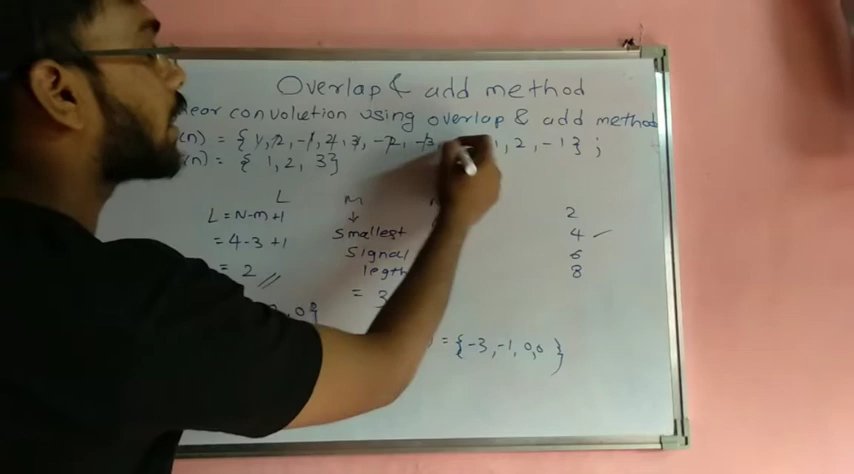 Overlap & add method
near convolution using overlap & add method
(n) = { 1, 2, -1, 2, 3, -2, -3, 1, 2, -1 } ;
(n) = { 1, 2, 3}
L M 2
L = N-m+1 ↓ 4 ✓
= 4-3 +1 smallest 6
= 2 // signal 8
legth
= 3
, 0}
= {-3, -1, 0, 0 }